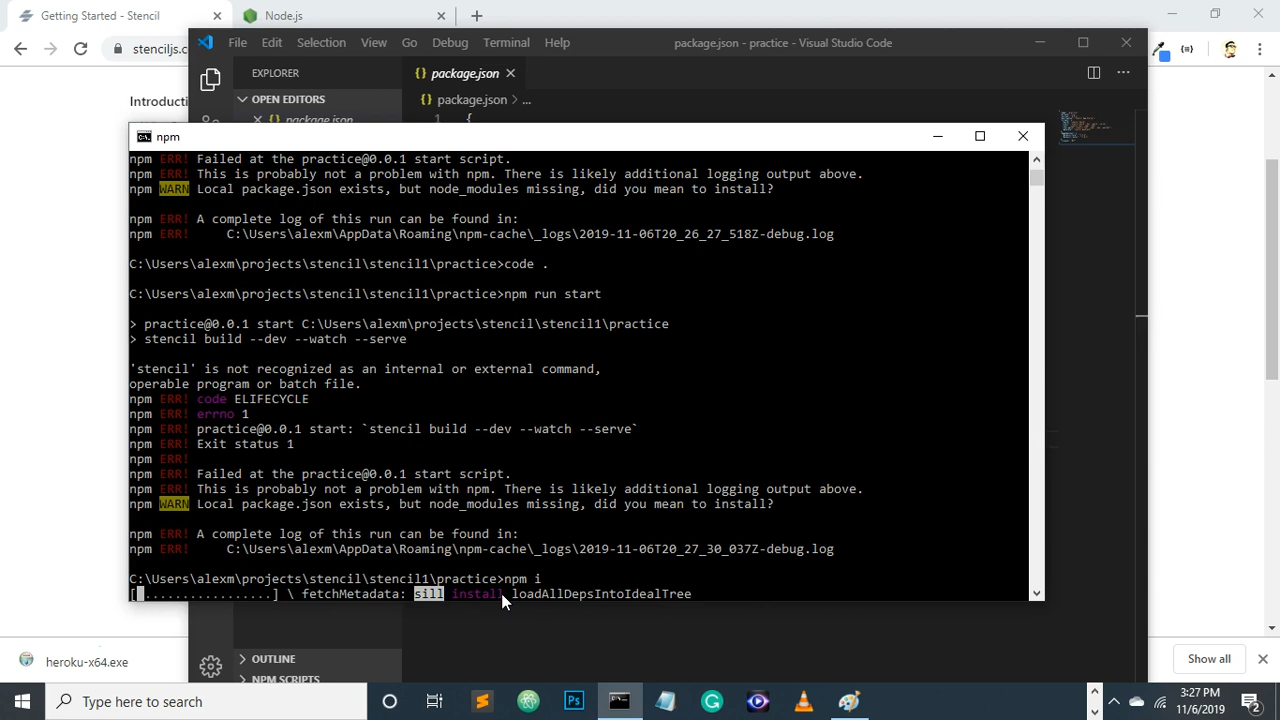 Getting Started - Stencil
Node.js
stenciljs.c
File Edit Selection View Go Debug Terminal Help
package.json - practice - Visual Studio Code
EXPLORER
{} package.json
OPEN EDITORS
{} package.json > ...
Introducti
{} package.json
1 {
npm
npm ERR! Failed at the practice@0.0.1 start script.
npm ERR! This is probably not a problem with npm. There is likely additional logging output above.
npm WARN Local package.json exists, but node_modules missing, did you mean to install?
npm ERR! A complete log of this run can be found in:
npm ERR!     C:\Users\alexm\AppData\Roaming\npm-cache\_logs\2019-11-06T20_26_27_518Z-debug.log
C:\Users\alexm\projects\stencil\stencil1\practice>code .
C:\Users\alexm\projects\stencil\stencil1\practice>npm run start
> practice@0.0.1 start C:\Users\alexm\projects\stencil\stencil1\practice
> stencil build --dev --watch --serve
'stencil' is not recognized as an internal or external command,
operable program or batch file.
npm ERR! code ELIFECYCLE
npm ERR! errno 1
npm ERR! practice@0.0.1 start: `stencil build --dev --watch --serve`
npm ERR! Exit status 1
npm ERR!
npm ERR! Failed at the practice@0.0.1 start script.
npm ERR! This is probably not a problem with npm. There is likely additional logging output above.
npm WARN Local package.json exists, but node_modules missing, did you mean to install?
npm ERR! A complete log of this run can be found in:
npm ERR!     C:\Users\alexm\AppData\Roaming\npm-cache\_logs\2019-11-06T20_27_30_037Z-debug.log
C:\Users\alexm\projects\stencil\stencil1\practice>npm i
[ .................] \ fetchMetadata: sill install loadAllDepsIntoIdealTree
OUTLINE
NPM SCRIPTS
heroku-x64.exe
Show all
Type here to search
3:27 PM
11/6/2019
2